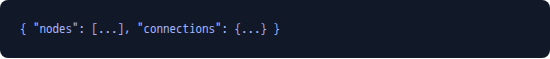 { "nodes": [...], "connections": {...} }